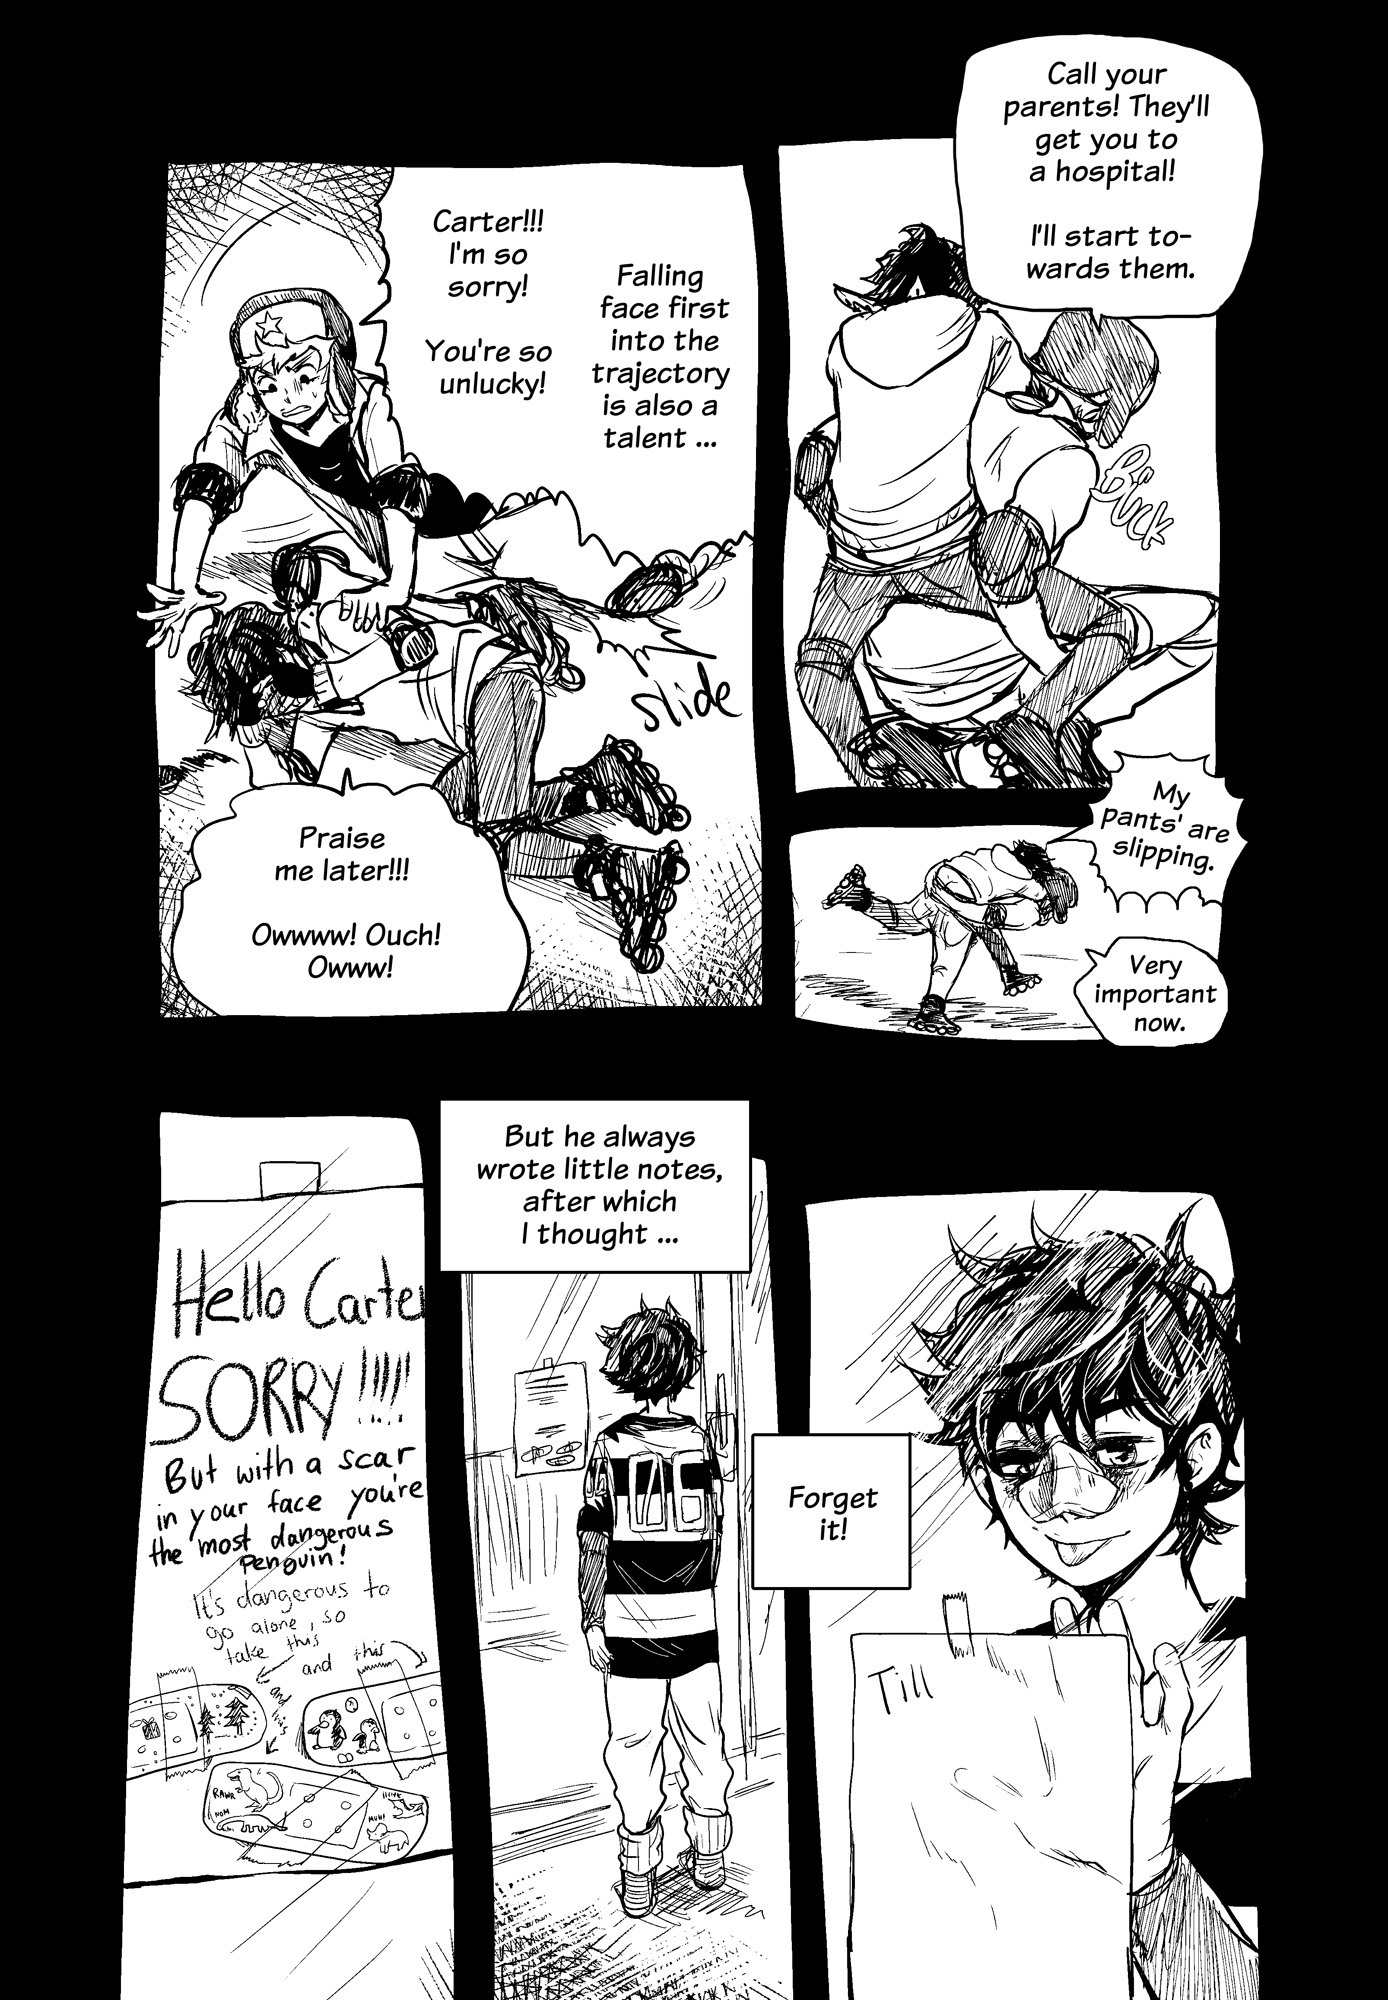 Carter!!!
I'm so
sorry!
You're so
unlucky!
Falling
face first
into the
trajectory
is also a
talent ...
slide
Praise
me later!!!
Owwww! Ouch!
Owww!
Call your
parents! They'll
get you to
a hospital!
I'll start to-
wards them.
Bück
My
pants' are
slipping.
Very
important
now.
Hello Carter
SORRY !!!!!
But with a scar
in your face you're
the most dangerous
Penguin!
It's dangerous to
go alone, so
take this
and this
and this
RAWR
NOM
MUH!
But he always
wrote little notes,
after which
I thought ...
Forget
it!
Till